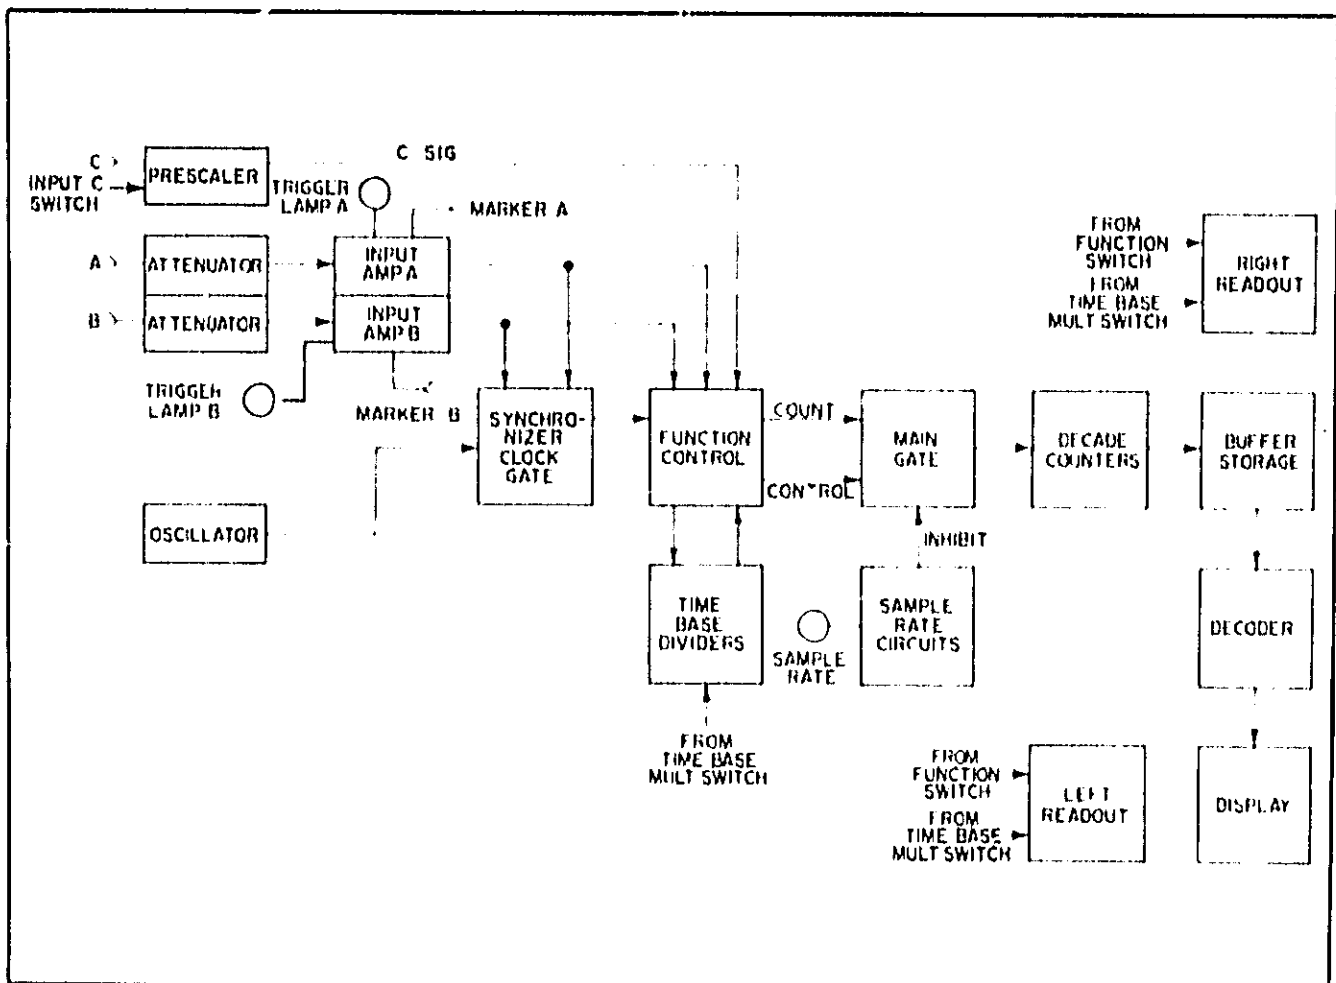 C
INPUT C
SWITCH
PRESCALER
C SIG
TRIGGER
LAMP A
MARKER A
A
ATTENUATOR
INPUT
AMP A
B
ATTENUATOR
INPUT
AMP B
TRIGGER
LAMP B
MARKER B
FROM
FUNCTION
SWITCH
FROM
TIME BASE
MULT SWITCH
RIGHT
READOUT
SYNCHRO-
NIZER
CLOCK
GATE
FUNCTION
CONTROL
COUNT
CONTROL
MAIN
GATE
DECADE
COUNTERS
BUFFER
STORAGE
OSCILLATOR
INHIBIT
TIME
BASE
DIVIDERS
SAMPLE
RATE
SAMPLE
RATE
CIRCUITS
DECODER
FROM
TIME BASE
MULT SWITCH
FROM
FUNCTION
SWITCH
FROM
TIME BASE
MULT SWITCH
LEFT
READOUT
DISPLAY